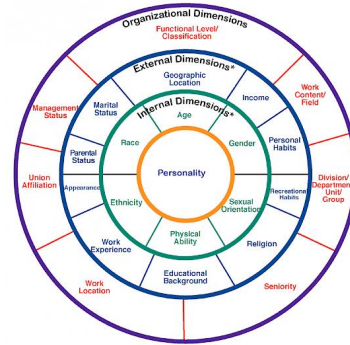 Organizational Dimensions
Functional Level/
Classification
External Dimensions*
Geographic
Location
Income
Marital
Status
Management
Status
Work
Content/
Field
Internal Dimensions*
Age
Race
Gender
Personal
Habits
Parental
Status
Personality
Union
Affiliation
Appearance
Recreational
Habits
Division/
Department
Unit/
Group
Ethnicity
Sexual
Orientation
Physical
Ability
Work
Experience
Religion
Educational
Background
Work
Location
Seniority